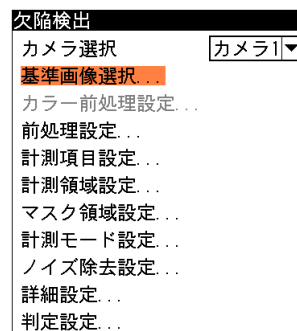 欠陥検出
カメラ選択 カメラ1▼
基準画像選択...
カラー前処理設定...
前処理設定...
計測項目設定...
計測領域設定...
マスク領域設定...
計測モード設定...
ノイズ除去設定...
詳細設定...
判定設定...